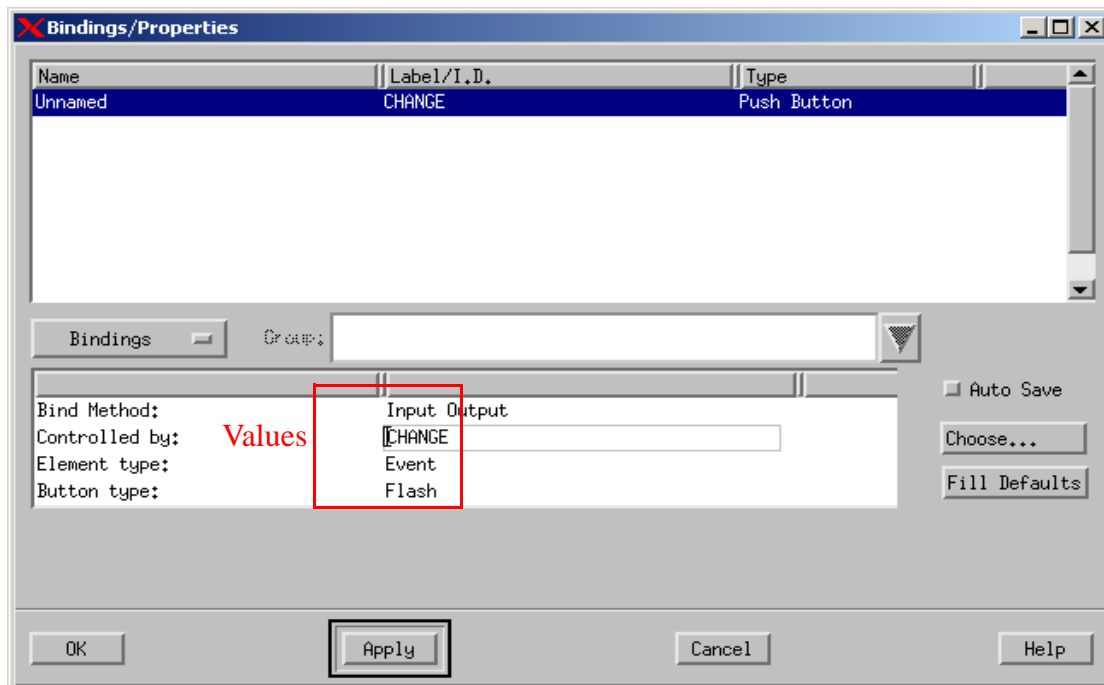 Bindings/Properties
Name Label/I.D. Type
Unnamed CHANGE Push Button
Bindings Group:
Auto Save
Bind Method: Input Output
Controlled by: Values CHANGE
Choose...
Element type: Event
Fill Defaults
Button type: Flash
OK Apply Cancel Help